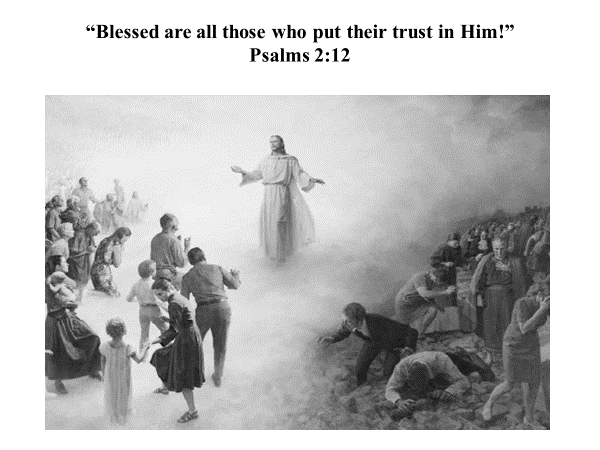 “Blessed are all those who put their trust in Him!”
Psalms 2:12